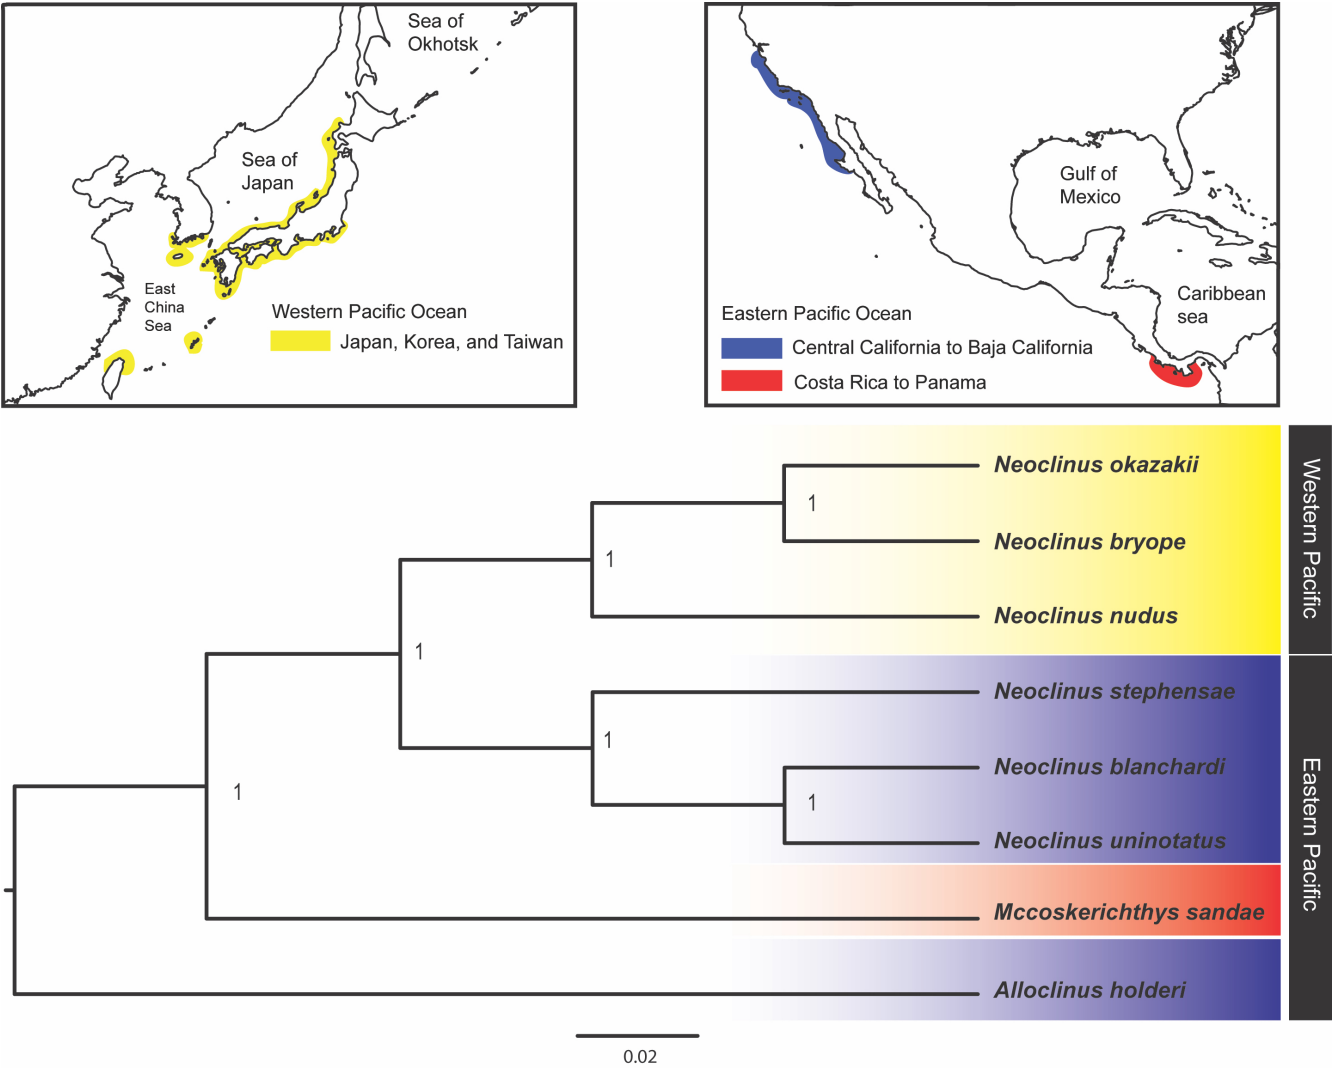 Sea of
Okhotsk
Sea of
Japan
East
China
Sea
Western Pacific Ocean
Japan, Korea, and Taiwan
Gulf of
Mexico
Caribbean
sea
Eastern Pacific Ocean
Central California to Baja California
Costa Rica to Panama
Neoclinus okazakii
1
Neoclinus bryope
1
Neoclinus nudus
1
Neoclinus stephensae
1
Neoclinus blanchardi
1
Neoclinus uninotatus
1
Mccoskerichthys sandae
Alloclinus holderi
Western Pacific
Eastern Pacific
0.02